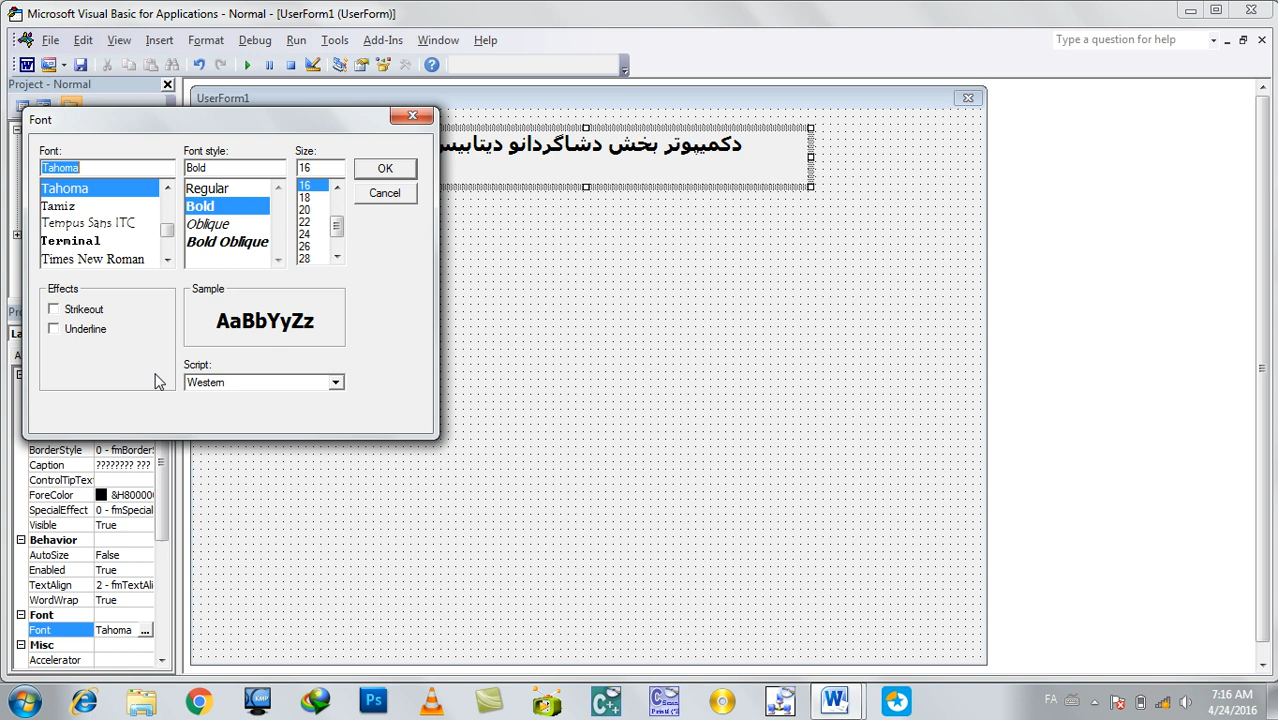 Microsoft Visual Basic for Applications - Normal - [UserForm1 (UserForm)]
File Edit View Insert Format Debug Run Tools Add-Ins Window Help
Type a question for help
Project - Normal
UserForm1
دکمیپوتر بخش دشاگردانو دیتابیس
Font
Font: Font style: Size:
Tahoma Bold 16
OK
Cancel
Tahoma Regular 16
Tamiz Bold 18
Tempus Sans ITC Oblique 20
Terminal Bold Oblique 22
Times New Roman 24
26
28
Effects Sample
Strikeout
Underline
AaBbYyZz
Script:
Western
BorderStyle 0 - fmBorder
Caption ???????? ???
ControlTipText
ForeColor &H800000
SpecialEffect 0 - fmSpecial
Visible True
Behavior
AutoSize False
Enabled True
TextAlign 2 - fmTextAli
WordWrap True
Font
Font Tahoma ...
Misc
Accelerator
FA
7:16 AM
4/24/2016